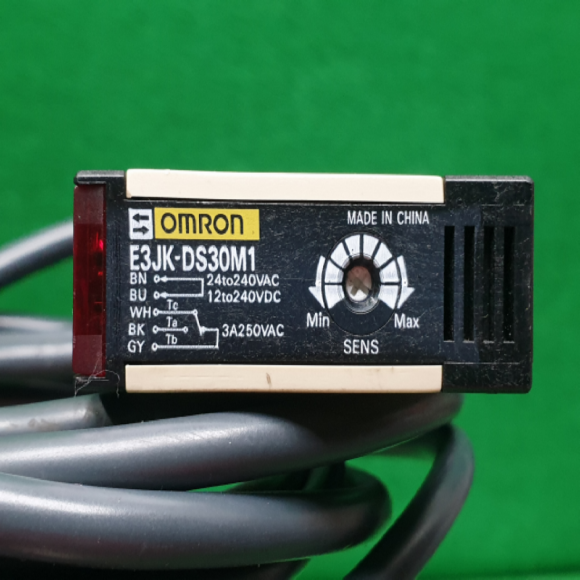 OMRON
MADE IN CHINA
E3JK-DS30M1
BN 24to240VAC
BU 12to240VDC
WH Tc
BK Ta 3A250VAC
GY Tb
Min Max
SENS